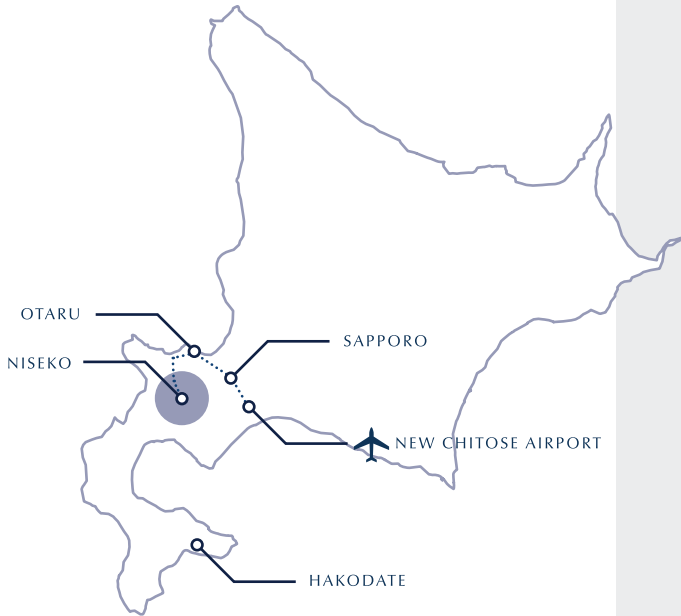 OTARU
SAPPORO
NISEKO
NEW CHITOSE AIRPORT
HAKODATE